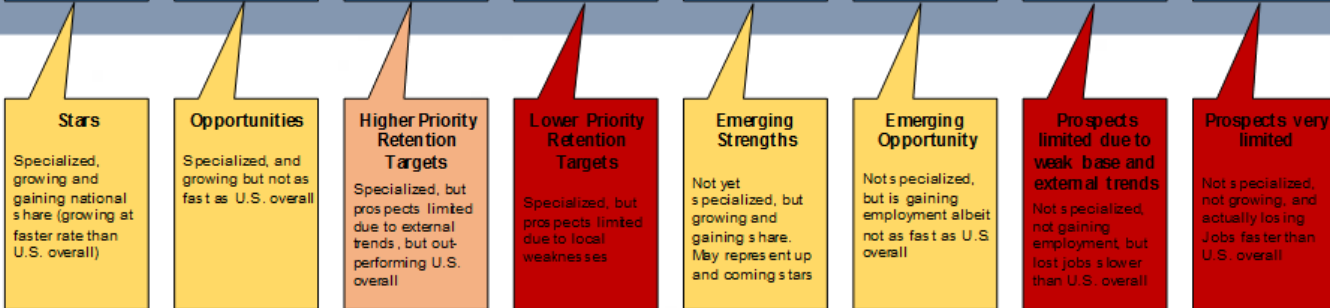 Stars
Specialized,
growing and
gaining national
share (growing at
faster rate than
U.S. overall)
Opportunities
Specialized, and
growing but not as
fast as U.S. overall
Higher Priority
Retention
Targets
Specialized, but
prospects limited
due to external
trends, but out-
performing U.S.
overall
Lower Priority
Retention
Targets
Specialized, but
prospects limited
due to local
weaknesses
Emerging
Strengths
Not yet
specialized, but
growing and
gaining share.
May represent up
and coming stars
Emerging
Opportunity
Not specialized,
but is gaining
employment albeit
not as fast as U.S.
overall
Prospects
limited due to
weak base and
external trends
Not specialized,
not gaining
employment, but
lost jobs slower
than U.S. overall
Prospects very
limited
Not specialized,
not growing, and
actually losing
Jobs faster than
U.S. overall